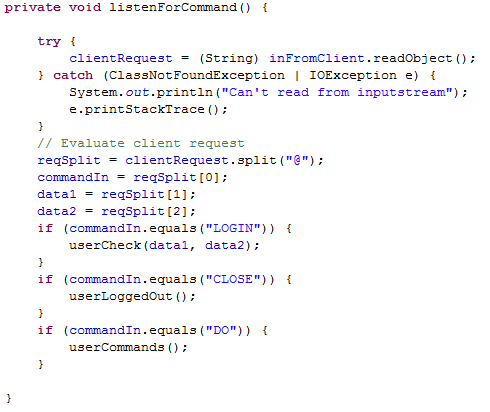 private void listenForCommand() {
    try {
        clientRequest = (String) inFromClient.readObject();
    } catch (ClassNotFoundException | IOException e) {
        System.out.println("Can't read from inputstream");
        e.printStackTrace();
    }
    // Evaluate client request
    reqSplit = clientRequest.split("@");
    commandIn = reqSplit[0];
    data1 = reqSplit[1];
    data2 = reqSplit[2];
    if (commandIn.equals("LOGIN")) {
        userCheck(data1, data2);
    }
    if (commandIn.equals("CLOSE")) {
        userLoggedOut();
    }
    if (commandIn.equals("DO")) {
        userCommands();
    }
}